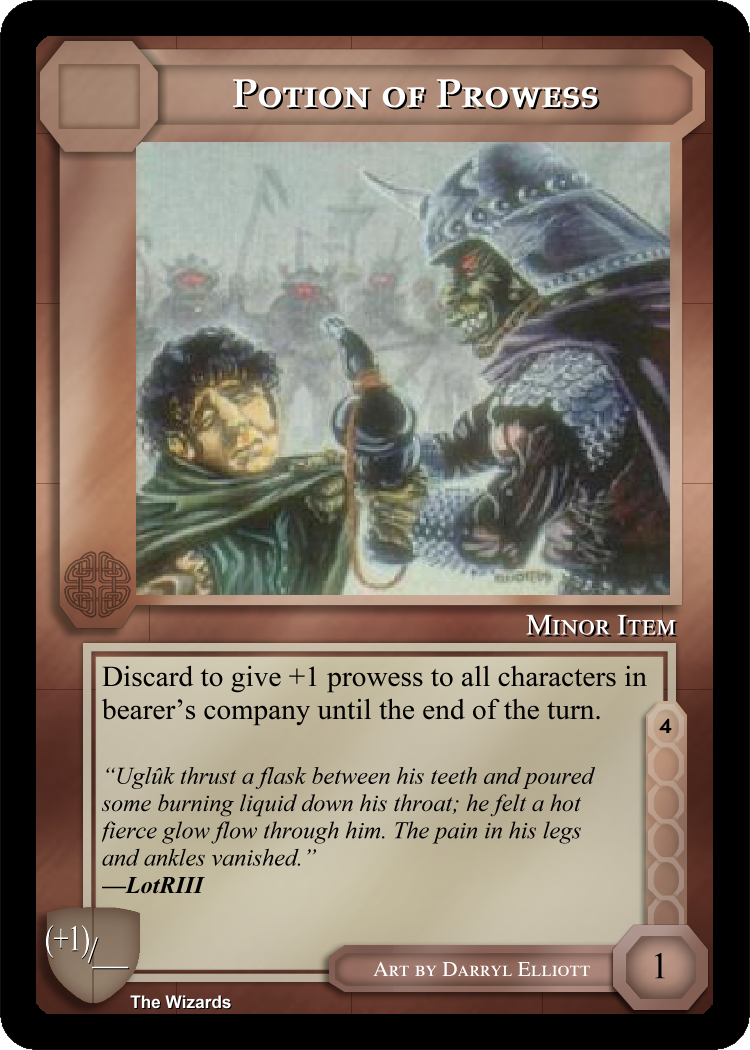 Potion of Prowess
Minor Item
Discard to give +1 prowess to all characters in
bearer’s company until the end of the turn.
4
“Uglûk thrust a flask between his teeth and poured
some burning liquid down his throat; he felt a hot
fierce glow flow through him. The pain in his legs
and ankles vanished.”
—LotRIII
(+1)/__
Art by Darryl Elliott
1
The Wizards